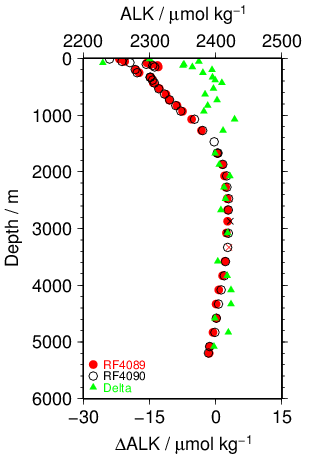 ALK / μmol kg⁻¹
2200 2300 2400 2500
0
1000
2000
3000
4000
5000
6000
Depth / m
RF4089
RF4090
Delta
−30 −15 0 15
ΔALK / μmol kg⁻¹